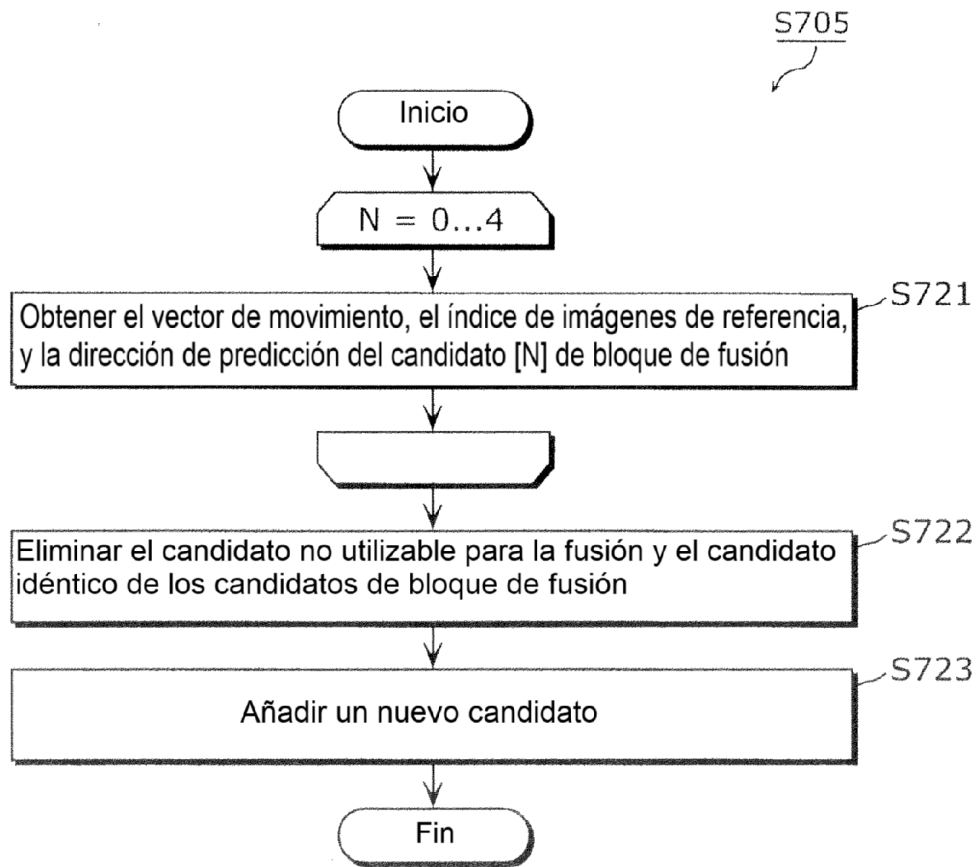 S705
Inicio
N = 0...4
S721
Obtener el vector de movimiento, el índice de imágenes de referencia,
y la dirección de predicción del candidato [N] de bloque de fusión
S722
Eliminar el candidato no utilizable para la fusión y el candidato
idéntico de los candidatos de bloque de fusión
S723
Añadir un nuevo candidato
Fin